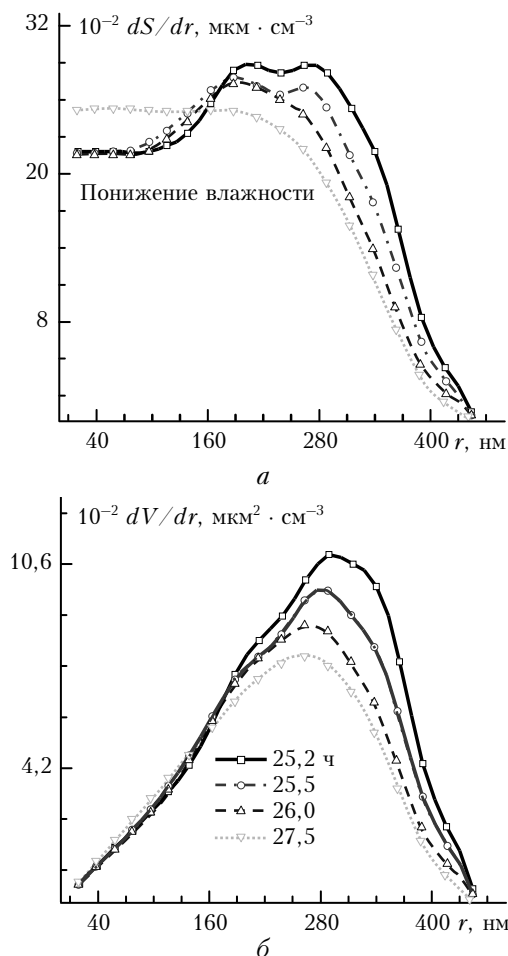 32
10⁻² dS/dr, мкм · см⁻³
20
Понижение влажности
8
40 160 280 400 r, нм
а
10⁻² dV/dr, мкм² · см⁻³
10,6
25,2 ч
4,2
25,5
26,0
27,5
40 160 280 400 r, нм
б